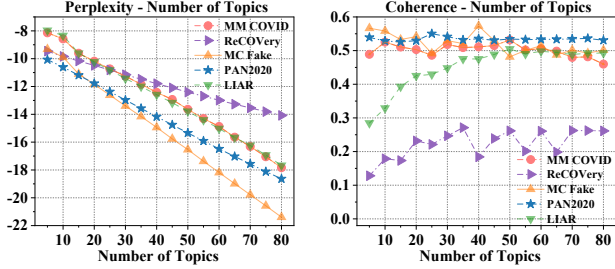 Perplexity - Number of Topics
-8
-10
-12
-14
-16
-18
-20
-22
10 20 30 40 50 60 70 80
Number of Topics
MM COVID
ReCOVery
MC Fake
PAN2020
LIAR
Coherence - Number of Topics
0.6
0.5
0.4
0.3
0.2
0.1
0.0
10 20 30 40 50 60 70 80
Number of Topics
MM COVID
ReCOVery
MC Fake
PAN2020
LIAR